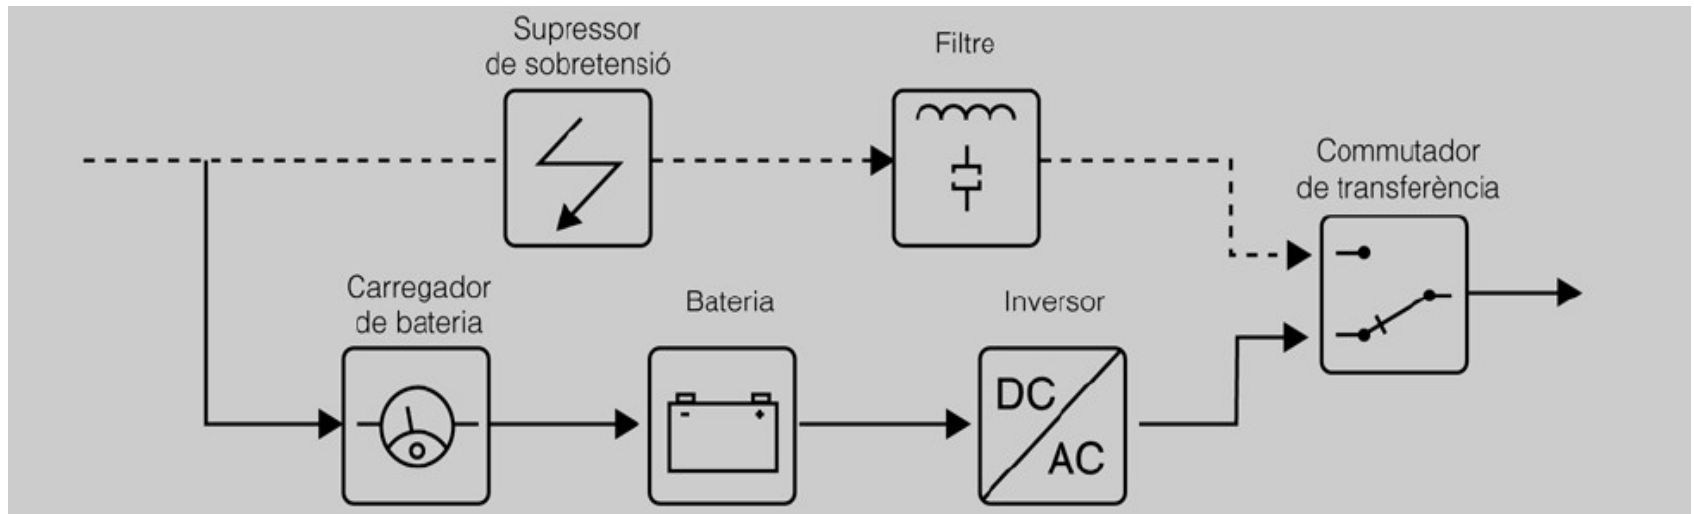 Supressor
de sobretensió
Filtre
Commutador
de transferència
Carregador
de bateria
Bateria
Inversor
- +
DC
AC